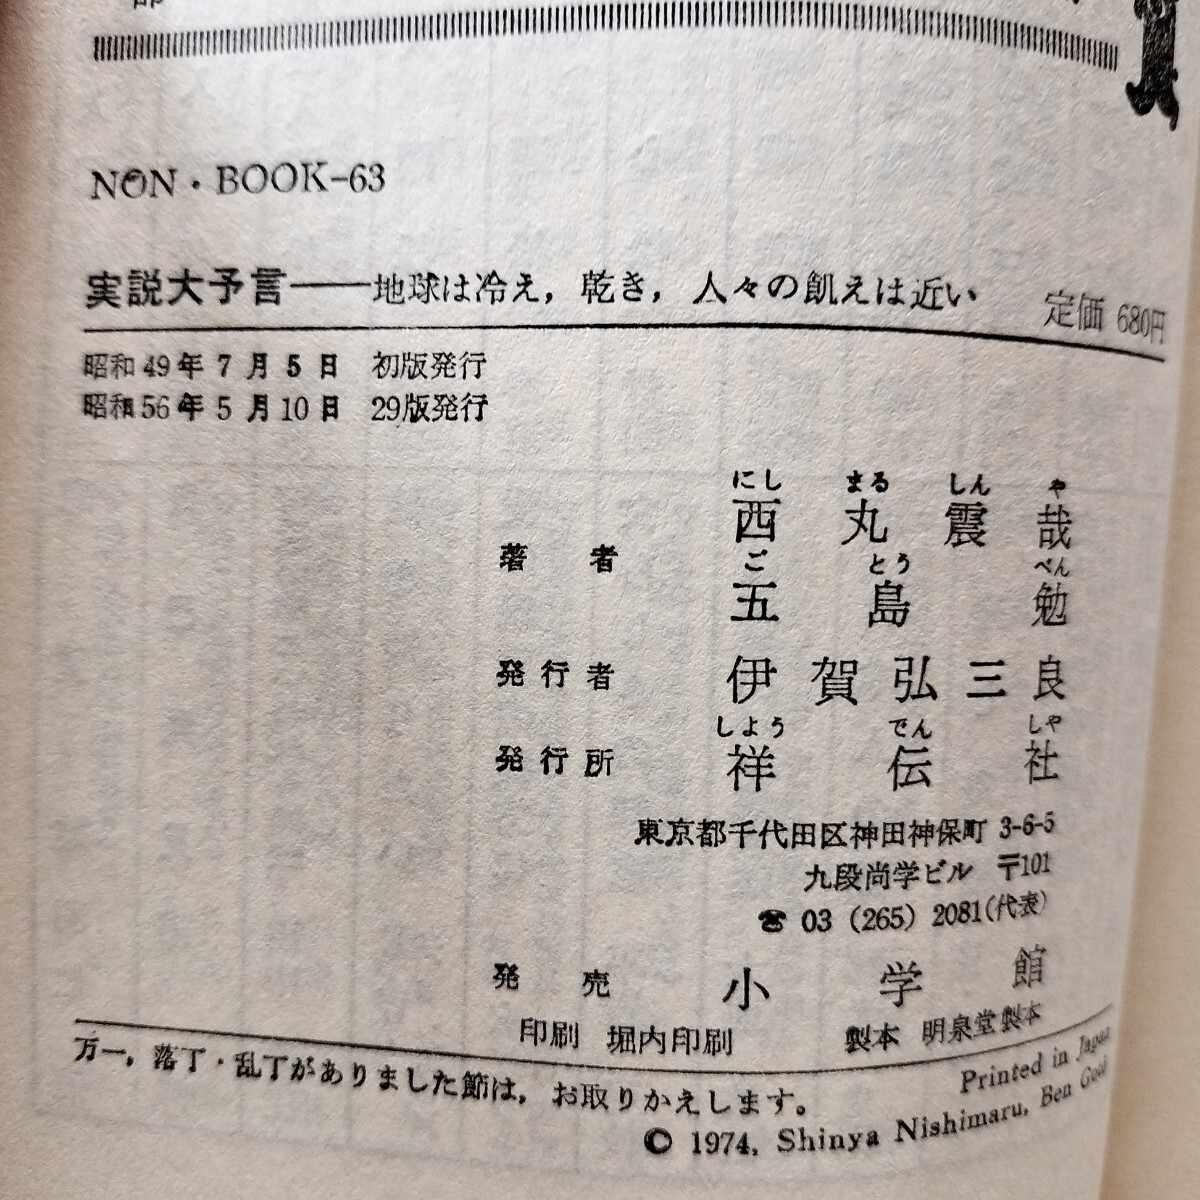 NON・BOOK-63
実説大予言——地球は冷え，乾き，人々の飢えは近い
定価 680円
昭和49年7月5日 初版発行
昭和56年5月10日 29版発行
にし まる しん や
著者 西丸震哉
ご とう べん
五島勉
発行者 伊賀弘三良
しよう でん しや
発行所 祥伝社
東京都千代田区神田神保町 3-6-5
九段尚学ビル 〒101
☎ 03 (265) 2081(代表)
発売 小学館
印刷 堀内印刷 製本 明泉堂製本
万一，落丁・乱丁がありました節は，お取りかえします。
Printed in Japan
© 1974, Shinya Nishimaru, Ben